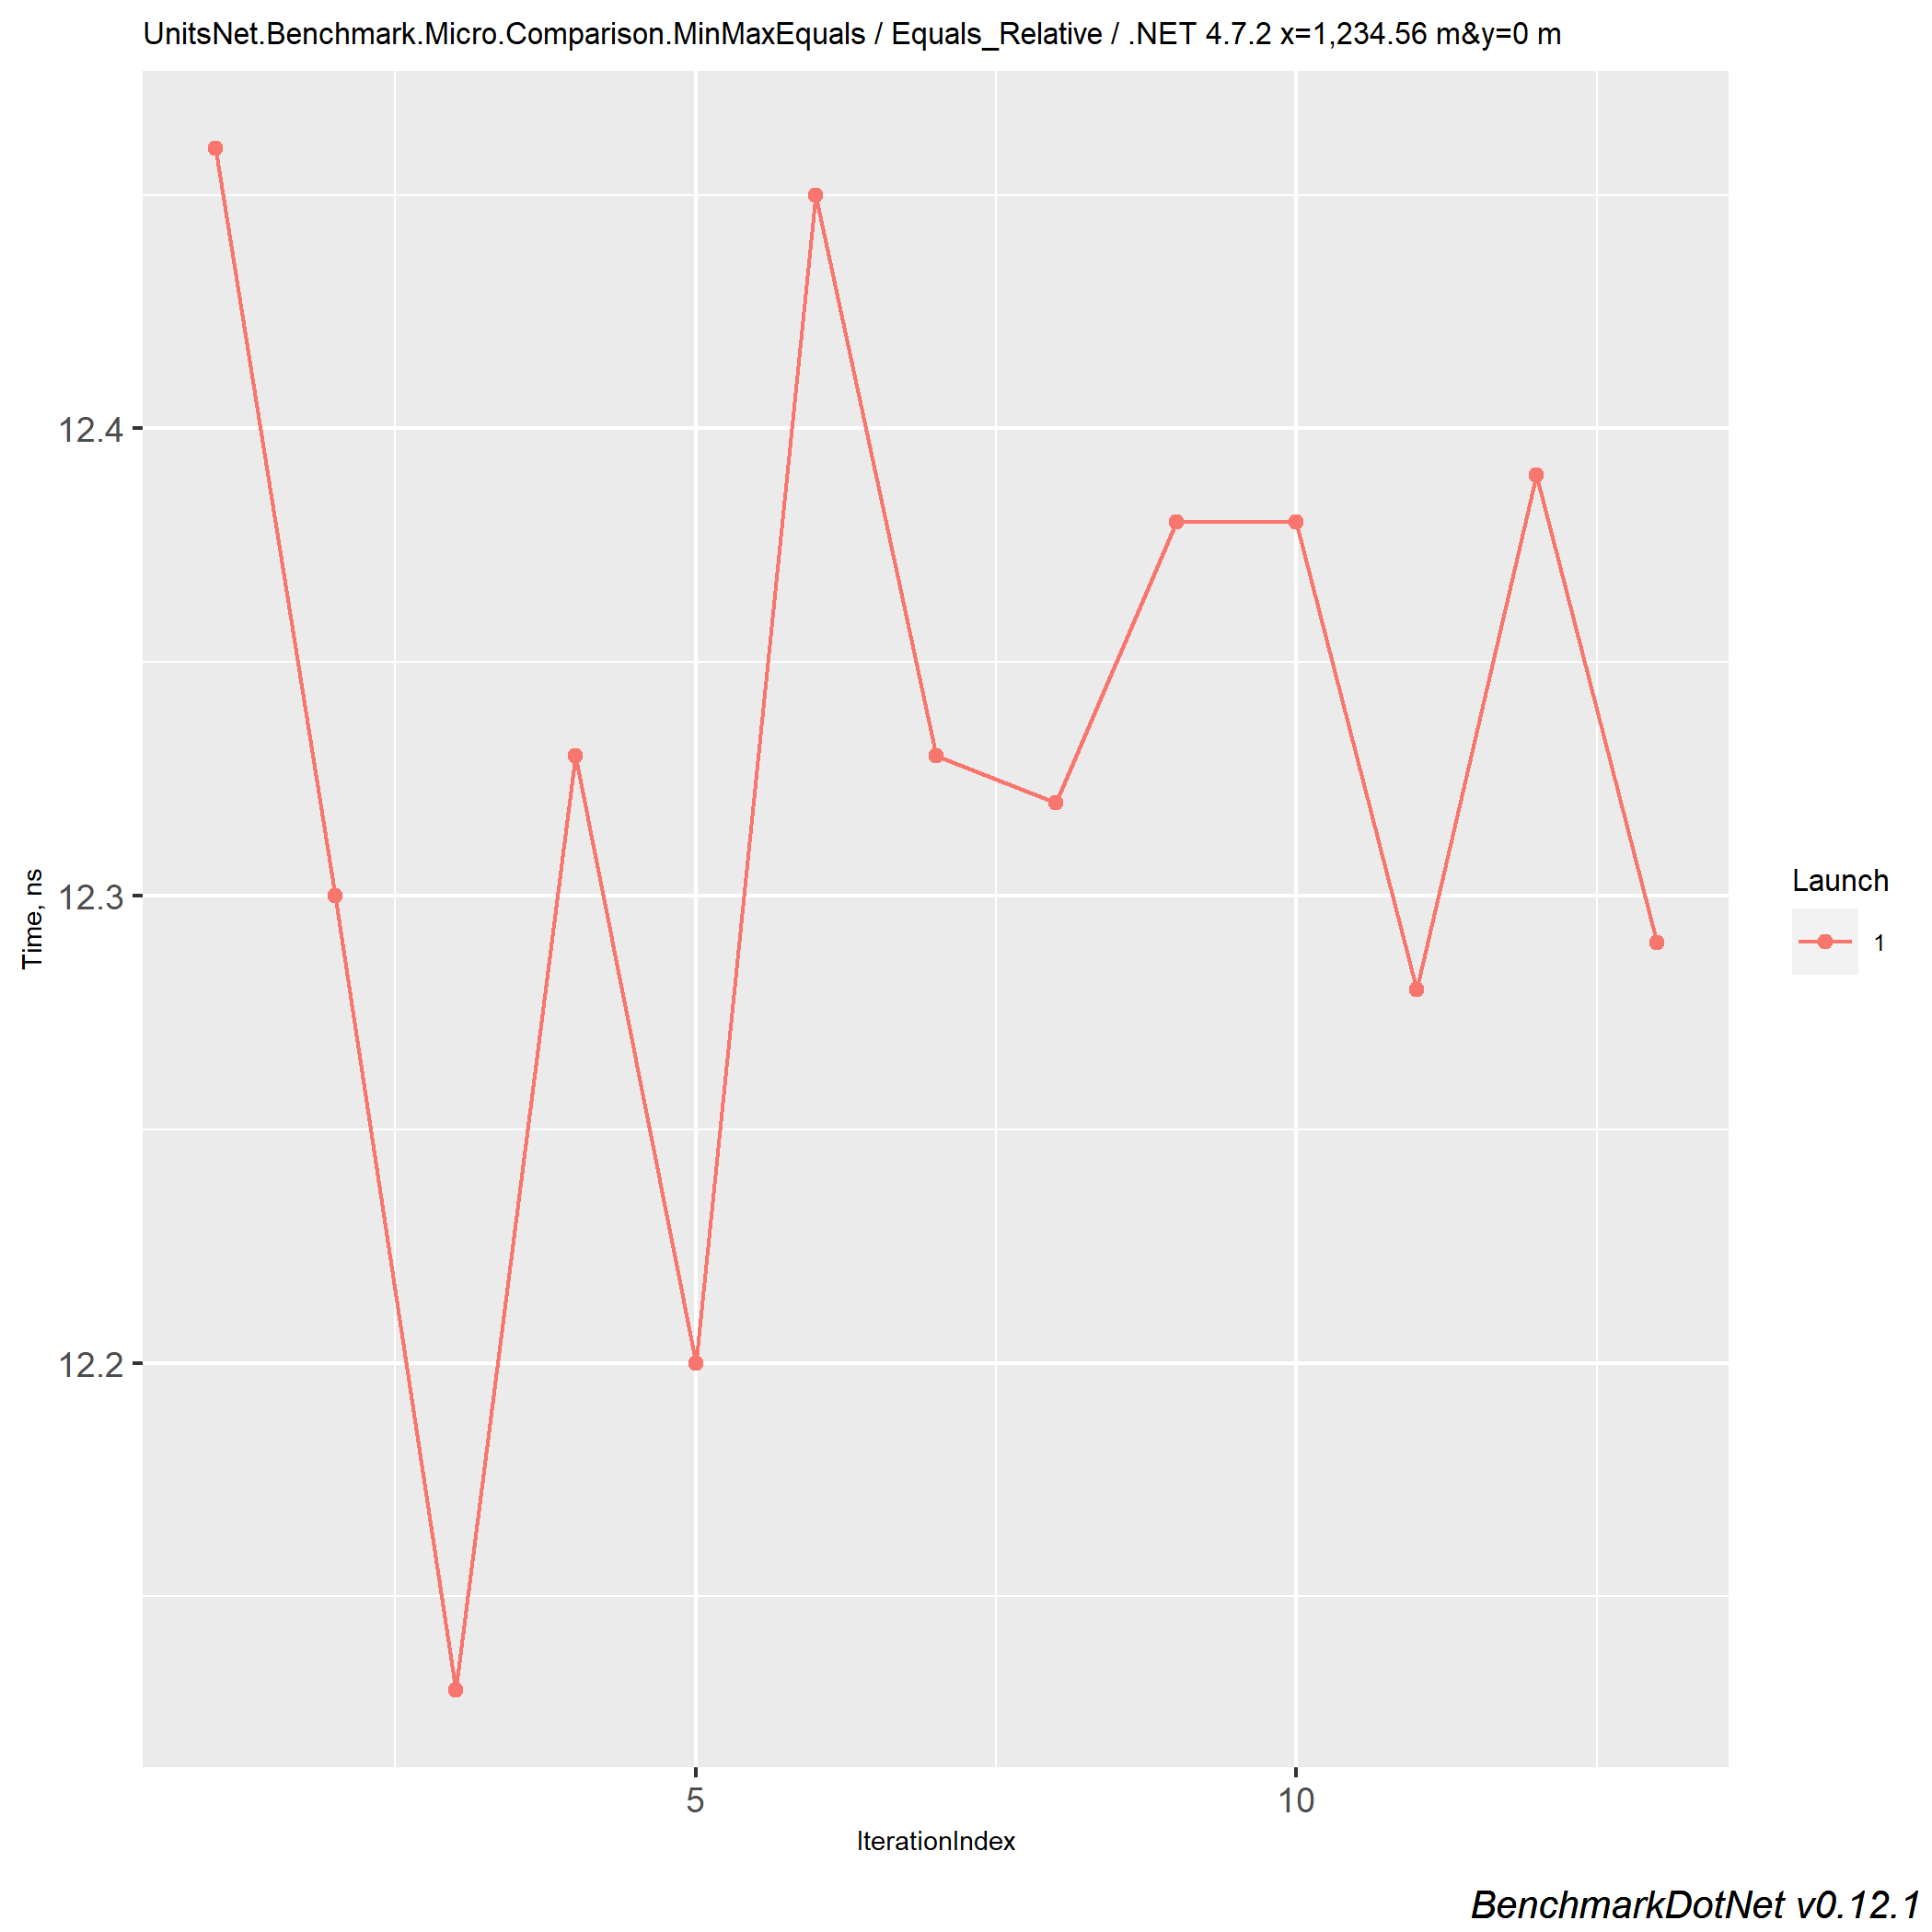 UnitsNet.Benchmark.Micro.Comparison.MinMaxEquals / Equals_Relative / .NET 4.7.2 x=1,234.56 m&y=0 m
12.4
12.3
12.2
Time, ns
5
10
IterationIndex
Launch
1
BenchmarkDotNet v0.12.1